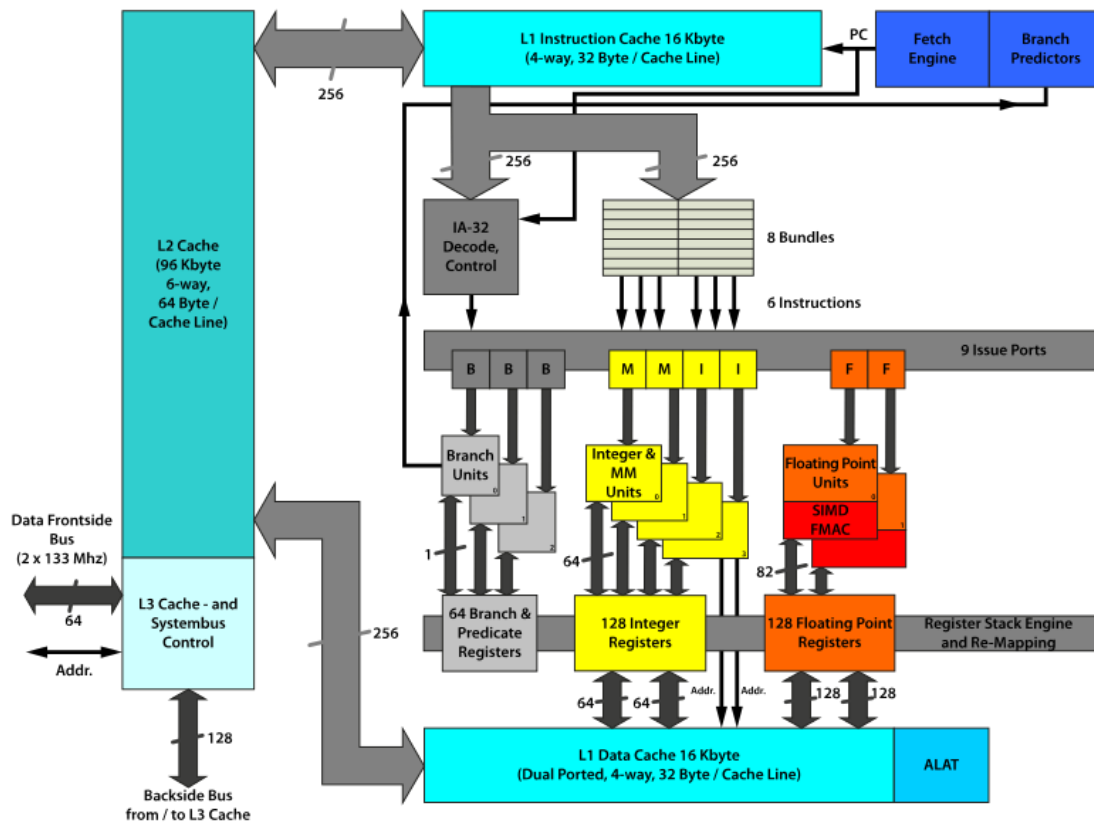 L1 Instruction Cache 16 Kbyte
(4-way, 32 Byte / Cache Line)
PC
Fetch
Engine
Branch
Predictors
256
256
256
L2 Cache
(96 Kbyte
6-way,
64 Byte /
Cache Line)
IA-32
Decode,
Control
8 Bundles
6 Instructions
9 Issue Ports
B
B
B
M
M
I
I
F
F
Branch
Units
0
1
2
Integer &
MM
Units
0
1
2
3
Floating Point
Units
0
SIMD
FMAC
1
Data Frontside
Bus
(2 x 133 Mhz)
64
Addr.
L3 Cache - and
Systembus
Control
1
64
82
256
64 Branch &
Predicate
Registers
128 Integer
Registers
128 Floating Point
Registers
Register Stack Engine
and Re-Mapping
64
64
Addr.
Addr.
128
128
128
L1 Data Cache 16 Kbyte
(Dual Ported, 4-way, 32 Byte / Cache Line)
ALAT
Backside Bus
from / to L3 Cache